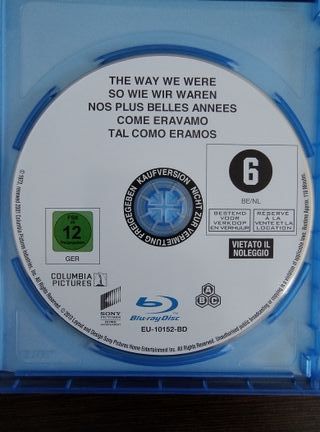 THE WAY WE WERE
SO WIE WIR WAREN
NOS PLUS BELLES ANNEES
COME ERAVAMO
TAL COMO ERAMOS
6
BE/NL
BESTEMD VOOR VERKOOP EN VERHUUR
RESERVE A LA VENTE ET LA LOCATION
VIETATO IL NOLEGGIO
FSK
12
GER
KAUFVERSION NICHT ZUR VERMIETUNG FREIGEGEBEN
COLUMBIA
PICTURES
SONY
PICTURES
Blu-ray Disc
A
B C
EU-10152-BD